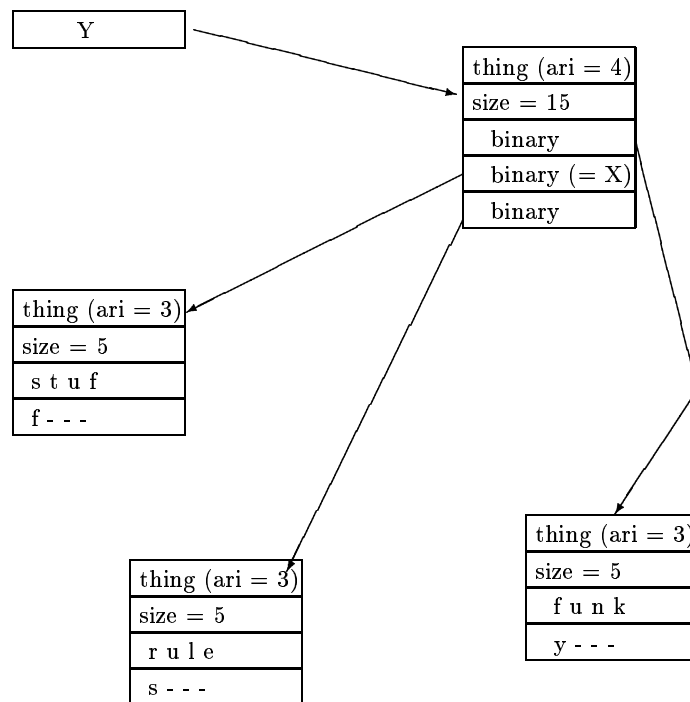 Y
thing (ari = 4)
size = 15
binary
binary (= X)
binary
thing (ari = 3)
size = 5
s t u f
f - - -
thing (ari = 3)
size = 5
f u n k
y - - -
thing (ari = 3)
size = 5
r u l e
s - - -